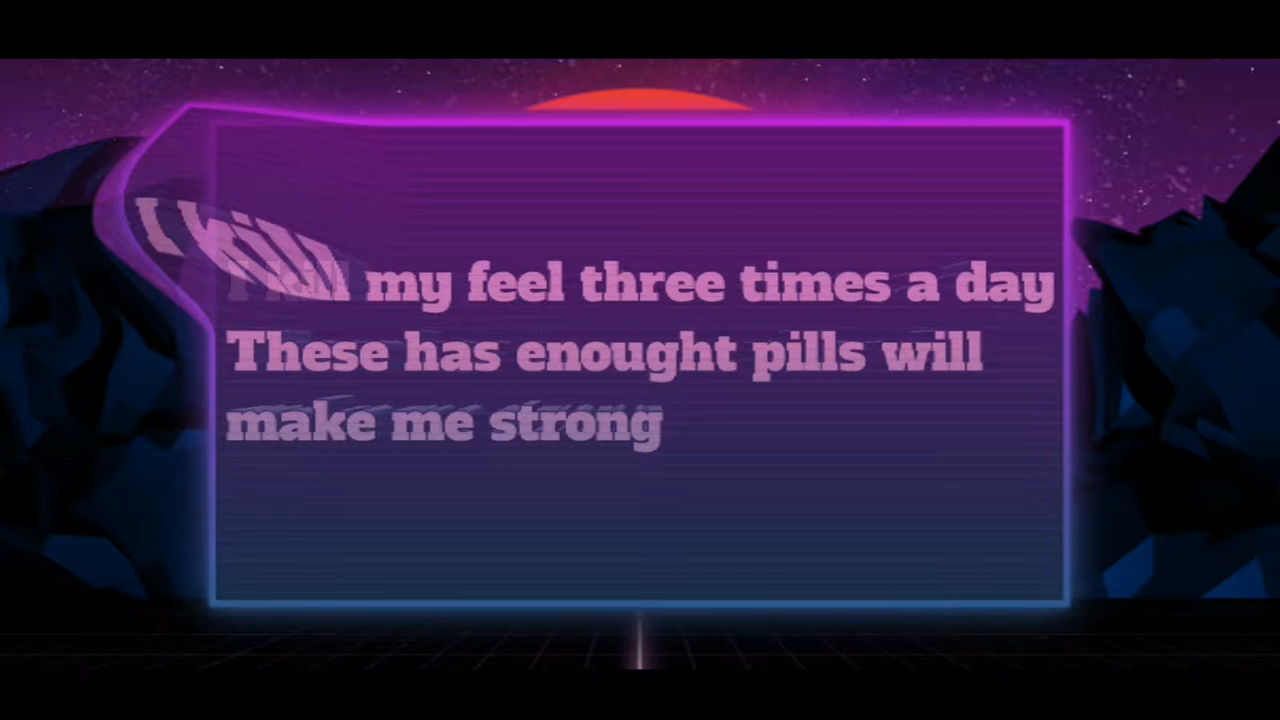 I kill my feel three times a day
These has enought pills will
make me strong